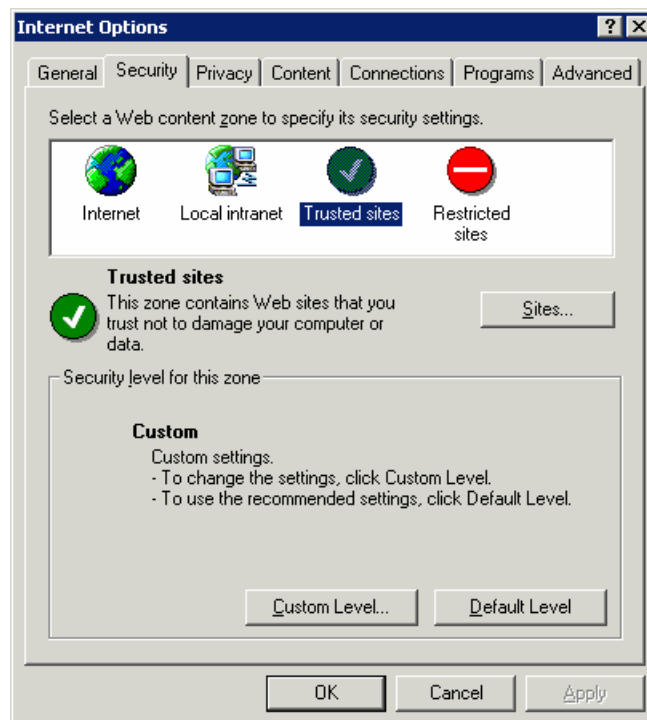 Internet Options
General Security Privacy Content Connections Programs Advanced
Select a Web content zone to specify its security settings.
Internet Local intranet Trusted sites Restricted
sites
Trusted sites
This zone contains Web sites that you
trust not to damage your computer or
data.
Sites...
Security level for this zone
Custom
Custom settings.
- To change the settings, click Custom Level.
- To use the recommended settings, click Default Level.
Custom Level... Default Level
OK Cancel Apply